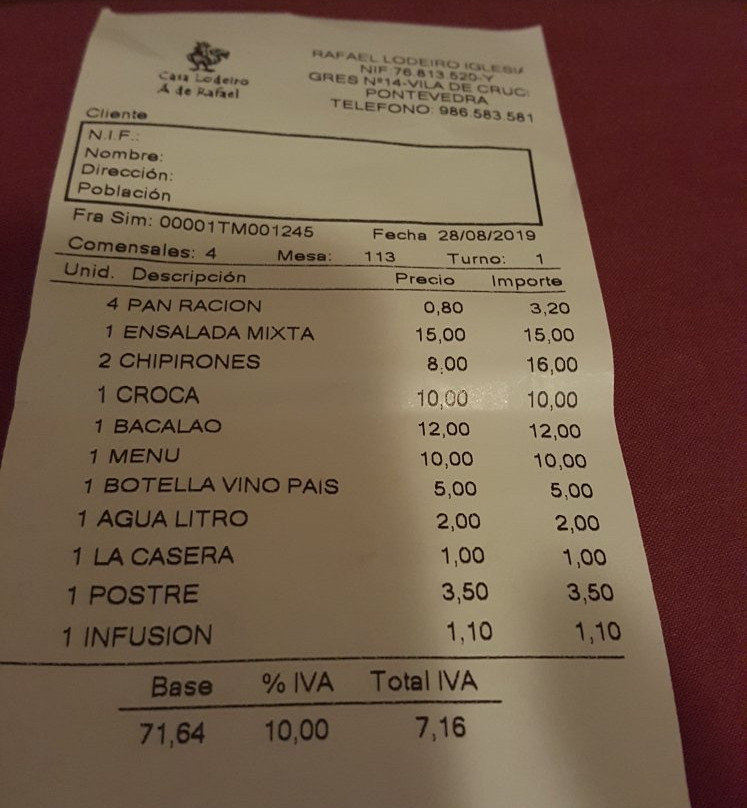 Casa Lodeiro
A de Rafael
RAFAEL LODEIRO IGLESIA
NIF:76.813.520-Y
GRES Nº14-VILA DE CRUC
PONTEVEDRA
TELEFONO: 986.583.581
Cliente
N.I.F.:
Nombre:
Dirección:
Población
Fra Sim: 00001TM001245 Fecha 28/08/2019
Comensales: 4 Mesa: 113 Turno: 1
Unid. Descripción Precio Importe
4 PAN RACION 0,80 3,20
1 ENSALADA MIXTA 15,00 15,00
2 CHIPIRONES 8,00 16,00
1 CROCA 10,00 10,00
1 BACALAO 12,00 12,00
1 MENU 10,00 10,00
1 BOTELLA VINO PAIS 5,00 5,00
1 AGUA LITRO 2,00 2,00
1 LA CASERA 1,00 1,00
1 POSTRE 3,50 3,50
1 INFUSION 1,10 1,10
Base % IVA Total IVA
71,64 10,00 7,16